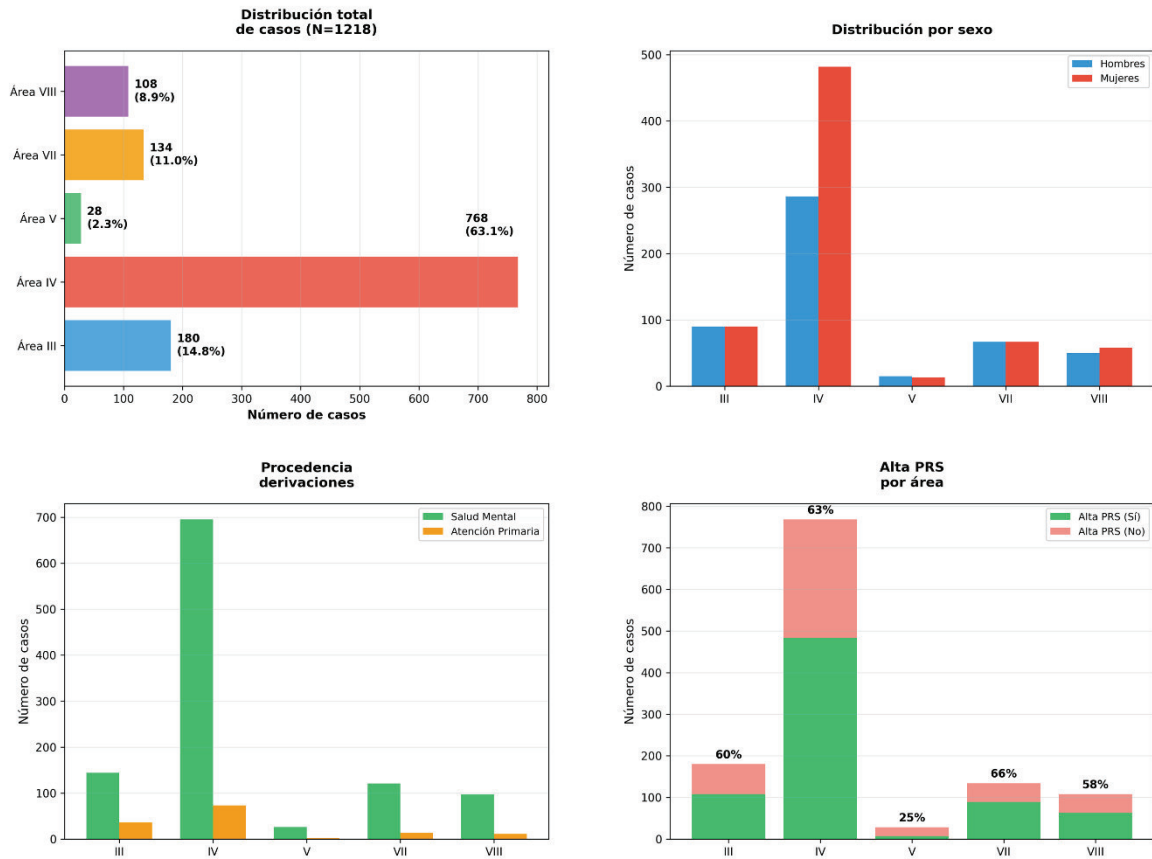 Distribución total
de casos (N=1218)
Área VIII
Área VII
Área V
Área IV
Área III
108
(8.9%)
134
(11.0%)
28
(2.3%)
768
(63.1%)
180
(14.8%)
0 100 200 300 400 500 600 700 800
Número de casos
Distribución por sexo
Hombres
Mujeres
Número de casos
500
400
300
200
100
0
III IV V VII VIII
Procedencia
derivaciones
Salud Mental
Atención Primaria
Número de casos
700
600
500
400
300
200
100
0
III IV V VII VIII
Alta PRS
por área
Alta PRS (Sí)
Alta PRS (No)
Número de casos
800
700
600
500
400
300
200
100
0
60%
63%
25%
66%
58%
III IV V VII VIII